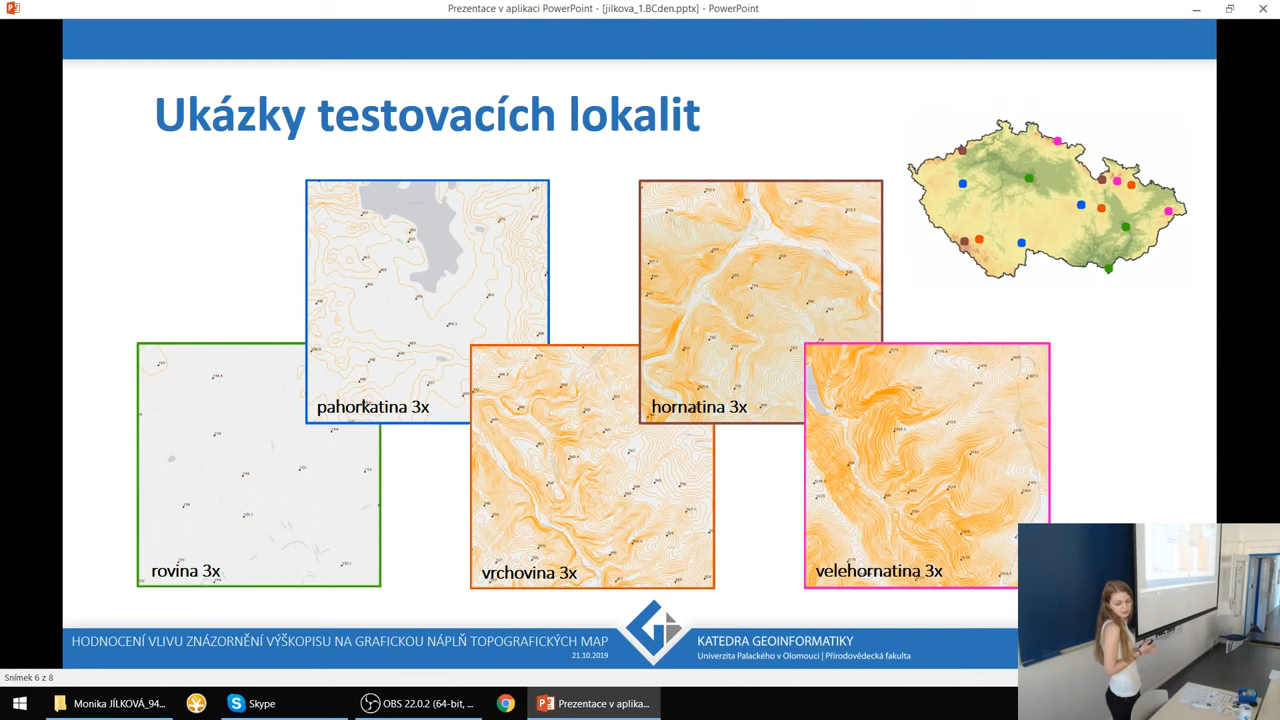 Prezentace v aplikaci PowerPoint - [jilkova_1.BCden.pptx] - PowerPoint
Ukázky testovacích lokalit
pahorkatina 3x
hornatina 3x
rovina 3x
vrchovina 3x
velehornatina 3x
HODNOCENÍ VLIVU ZNÁZORNĚNÍ VÝŠKOPISU NA GRAFICKOU NÁPLŇ TOPOGRAFICKÝCH MAP
21.10.2019
KATEDRA GEOINFORMATIKY
Univerzita Palackého v Olomouci | Přírodovědecká fakulta
Snímek 6 z 8
Monika JÍLKOVÁ_94...
Skype
OBS 22.0.2 (64-bit, ...
Prezentace v aplika...